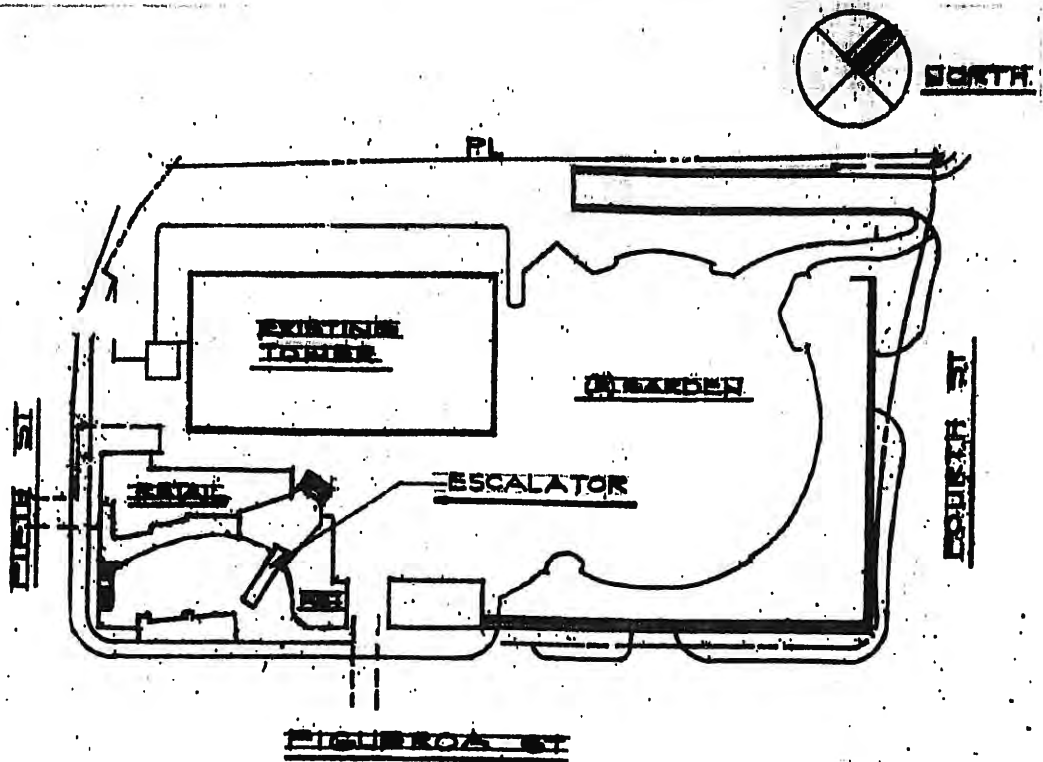 NORTH
PL
EXISTING
TOWER
GARDEN
FIFTH ST
RETAIL
ESCALATOR
FOURTH ST
FIGUEROA ST